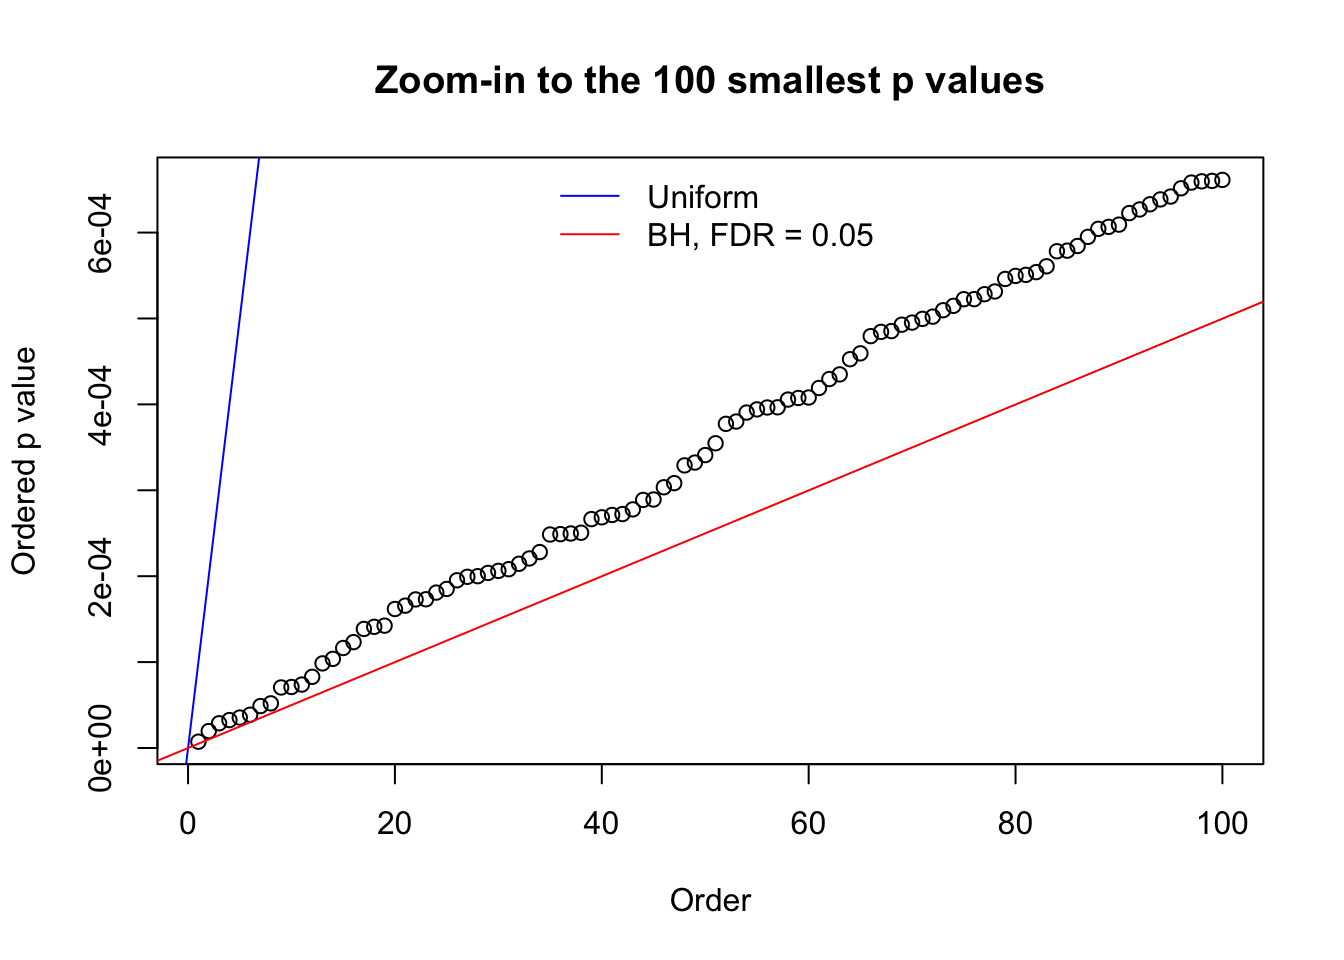 Zoom-in to the 100 smallest p values
Uniform
BH, FDR = 0.05
Ordered p value
6e-04
4e-04
2e-04
0e+00
0 20 40 60 80 100
Order